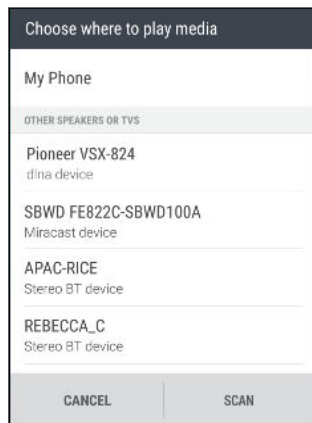 Choose where to play media
My Phone
OTHER SPEAKERS OR TVS
Pioneer VSX-824
dlna device
SBWD FE822C-SBWD100A
Miracast device
APAC-RICE
Stereo BT device
REBECCA_C
Stereo BT device
CANCEL SCAN